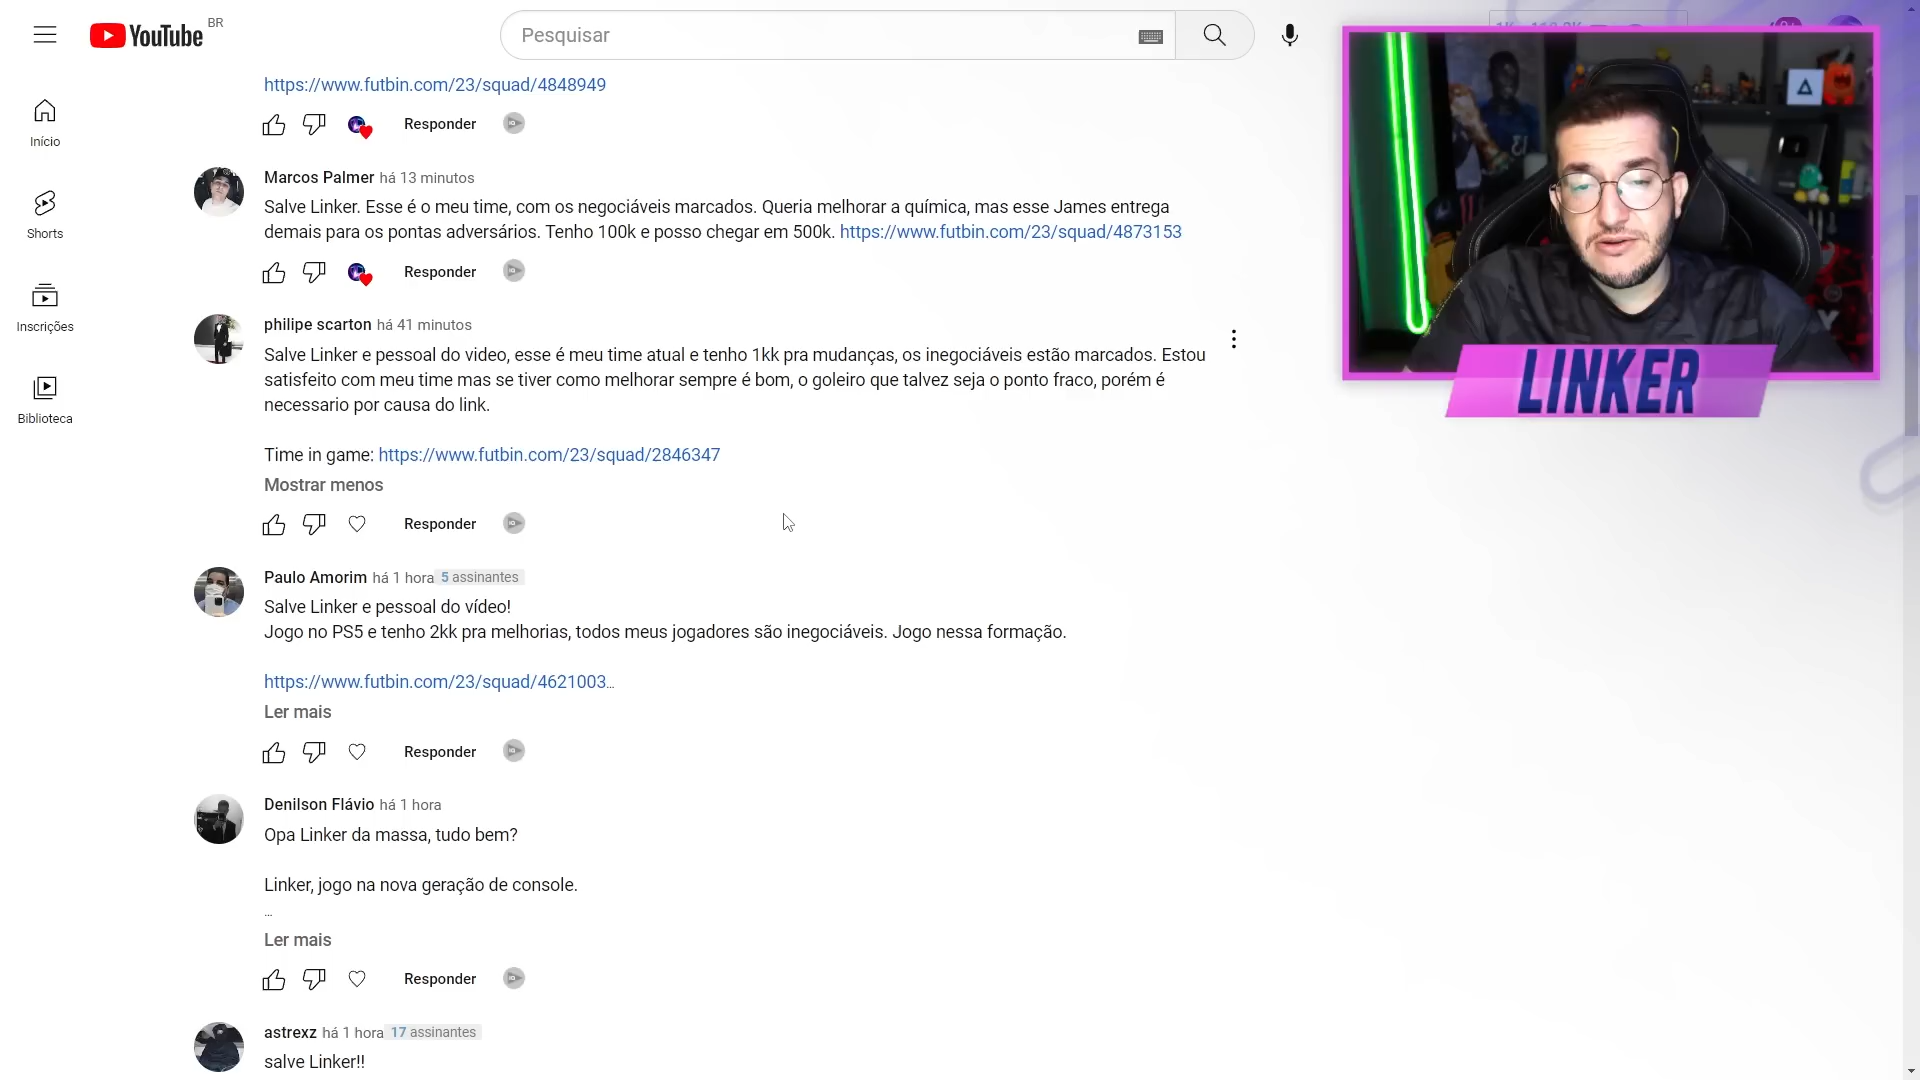 YouTube
BR
Pesquisar
https://www.futbin.com/23/squad/4848949
Responder
Início
Marcos Palmer há 13 minutos
Salve Linker. Esse é o meu time, com os negociáveis marcados. Queria melhorar a química, mas esse James entrega
demais para os pontas adversários. Tenho 100k e posso chegar em 500k. https://www.futbin.com/23/squad/4873153
Shorts
Responder
Inscrições
philipe scarton há 41 minutos
Salve Linker e pessoal do video, esse é meu time atual e tenho 1kk pra mudanças, os inegociáveis estão marcados. Estou
satisfeito com meu time mas se tiver como melhorar sempre é bom, o goleiro que talvez seja o ponto fraco, porém é
necessario por causa do link.
LINKER
Biblioteca
Time in game: https://www.futbin.com/23/squad/2846347
Mostrar menos
Responder
Paulo Amorim há 1 hora 5 assinantes
Salve Linker e pessoal do vídeo!
Jogo no PS5 e tenho 2kk pra melhorias, todos meus jogadores são inegociáveis. Jogo nessa formação.
https://www.futbin.com/23/squad/4621003...
Ler mais
Responder
Denilson Flávio há 1 hora
Opa Linker da massa, tudo bem?
Linker, jogo na nova geração de console.
...
Ler mais
Responder
astrexz há 1 hora 17 assinantes
salve Linker!!